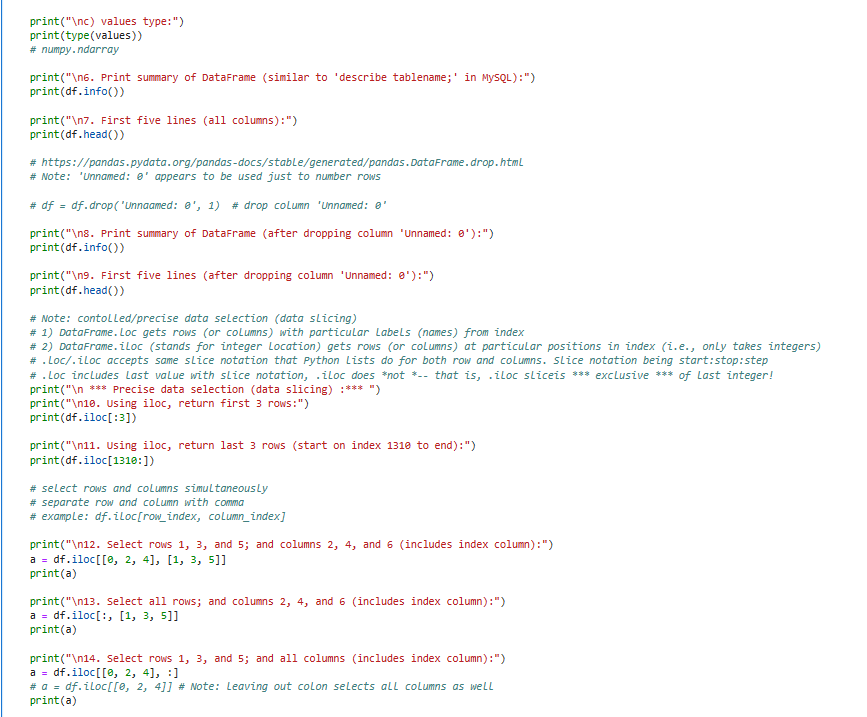 print("\nc) values type:")
print(type(values))
# numpy.ndarray
print("\n6. Print summary of DataFrame (similar to 'describe tablename;' in MySQL):")
print(df.info())
print("\n7. First five lines (all columns):")
print(df.head())
# https://pandas.pydata.org/pandas-docs/stable/generated/pandas.DataFrame.drop.html
# Note: 'Unnamed: 0' appears to be used just to number rows
# df = df.drop('Unnaamed: 0', 1)  # drop column 'Unnamed: 0'
print("\n8. Print summary of DataFrame (after dropping column 'Unnamed: 0'):")
print(df.info())
print("\n9. First five lines (after dropping column 'Unnamed: 0'):")
print(df.head())
# Note: contolled/precise data selection (data slicing)
# 1) DataFrame.loc gets rows (or columns) with particular labels (names) from index
# 2) DataFrame.iloc (stands for integer location) gets rows (or columns) at particular positions in index (i.e., only takes integers)
# .loc/.iloc accepts same slice notation that Python lists do for both row and columns. Slice notation being start:stop:step
# .loc includes last value with slice notation, .iloc does *not *-- that is, .iloc sliceis *** exclusive *** of last integer!
print("\n *** Precise data selection (data slicing) :*** ")
print("\n10. Using iloc, return first 3 rows:")
print(df.iloc[:3])
print("\n11. Using iloc, return last 3 rows (start on index 1310 to end):")
print(df.iloc[1310:])
# select rows and columns simultaneously
# separate row and column with comma
# example: df.iloc[row_index, column_index]
print("\n12. Select rows 1, 3, and 5; and columns 2, 4, and 6 (includes index column):")
a = df.iloc[[0, 2, 4], [1, 3, 5]]
print(a)
print("\n13. Select all rows; and columns 2, 4, and 6 (includes index column):")
a = df.iloc[:, [1, 3, 5]]
print(a)
print("\n14. Select rows 1, 3, and 5; and all columns (includes index column):")
a = df.iloc[[0, 2, 4], :]
# a = df.iloc[[0, 2, 4]] # Note: leaving out colon selects all columns as well
print(a)